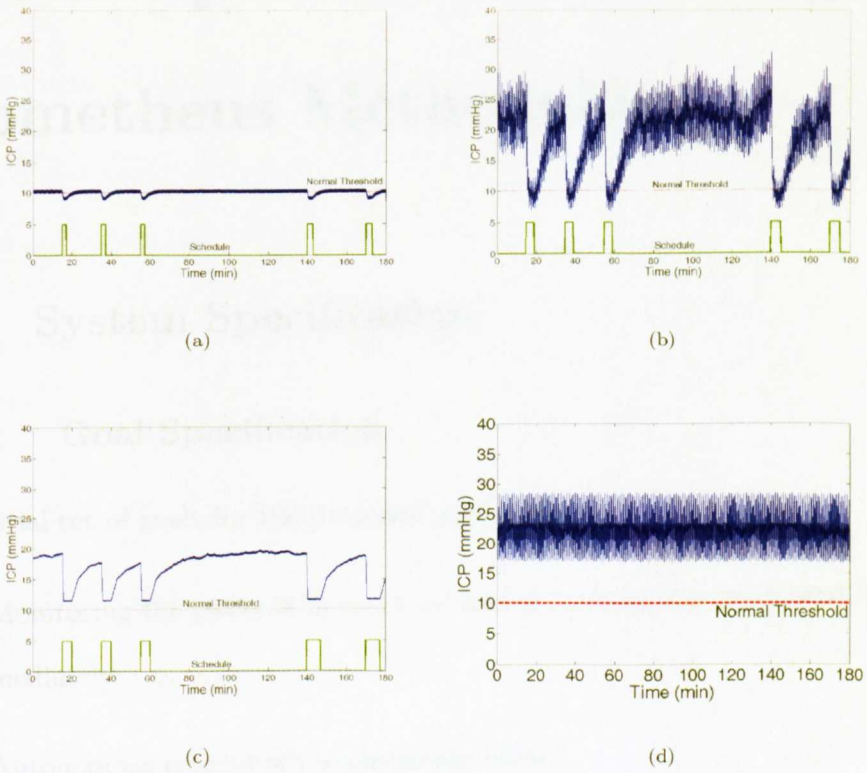 40
35
30
25
20
15
10
5
0
ICP (mmHg)
Normal Threshold
Schedule
0 20 40 60 80 100 120 140 160 180
Time (min)
(a)
40
35
30
25
20
15
10
5
0
ICP (mmHg)
Normal Threshold
Schedule
0 20 40 60 80 100 120 140 160 180
Time (min)
(b)
System Specification
Goal Specification
40
35
30
25
20
15
10
5
0
ICP (mmHg)
Normal Threshold
Schedule
0 20 40 60 80 100 120 140 160 180
Time (min)
(c)
40
35
30
25
20
15
10
5
0
ICP (mmHg)
Normal Threshold
0 20 40 60 80 100 120 140 160 180
Time (min)
(d)